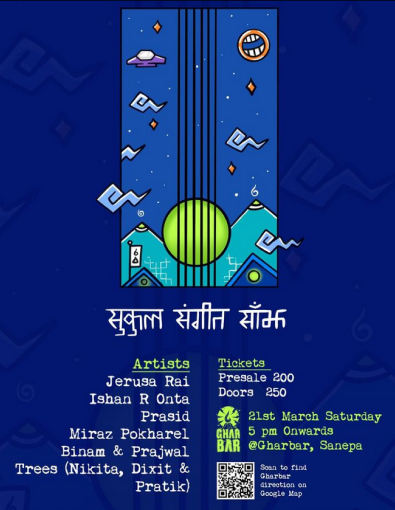 सुकुल संगीत साँझ
Artists
Jerusa Rai
Ishan R Onta
Prasid
Miraz Pokharel
Binam & Prajwal
Trees (Nikita, Dixit &
Pratik)
Tickets
Presale 200
Doors 250
GHAR
BAR
21st March Saturday
5 pm Onwards
@Gharbar, Sanepa
Scan to find
Gharbar
direction on
Google Map